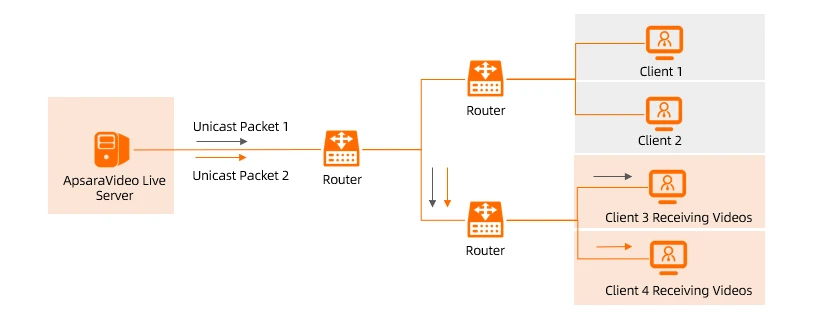 Client 1
Router
Unicast Packet 1
Client 2
ApsaraVideo Live
Server
Unicast Packet 2
Router
Client 3 Receiving Videos
Router
Client 4 Receiving Videos